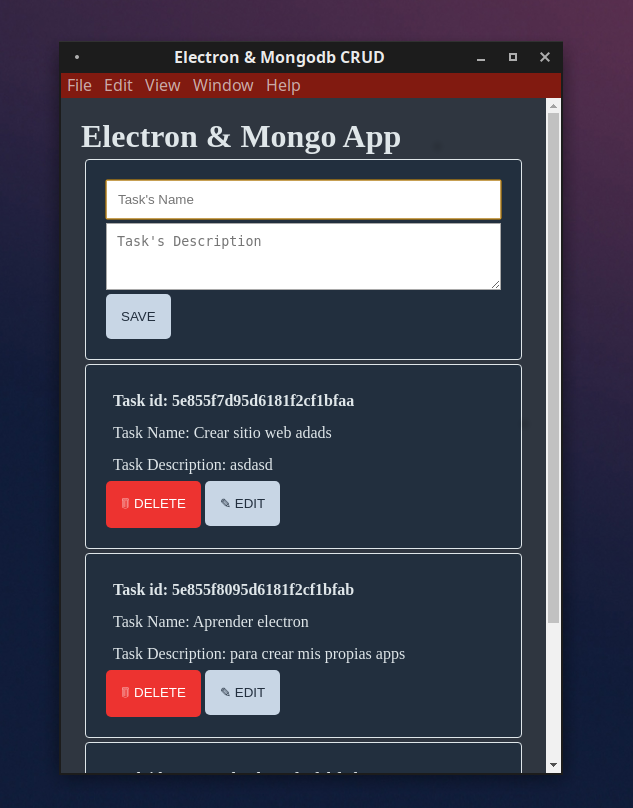 Electron & Mongodb CRUD
File Edit View Window Help
Electron & Mongo App
Task's Name
Task's Description
SAVE
Task id: 5e855f7d95d6181f2cf1bfaa
Task Name: Crear sitio web adads
Task Description: asdasd
DELETE ✎ EDIT
Task id: 5e855f8095d6181f2cf1bfab
Task Name: Aprender electron
Task Description: para crear mis propias apps
DELETE ✎ EDIT